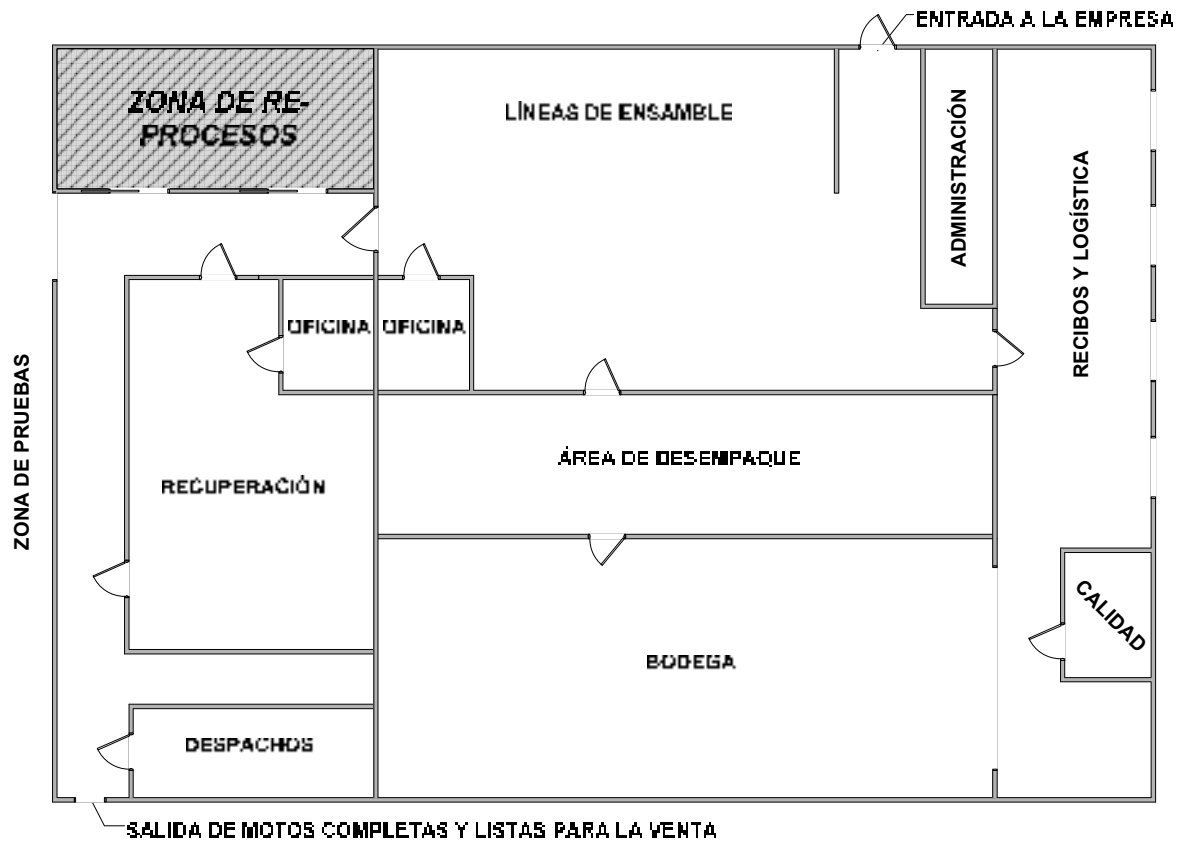 ENTRADA A LA EMPRESA
ZONA DE RE-
PROCESOS
LÍNEAS DE ENSAMBLE
ADMINISTRACIÓN
RECIBOS Y LOGÍSTICA
OFICINA
OFICINA
ZONA DE PRUEBAS
RECUPERACIÓN
ÁREA DE DESEMPAQUE
CALIDAD
BODEGA
DESPACHOS
SALIDA DE MOTOS COMPLETAS Y LISTAS PARA LA VENTA